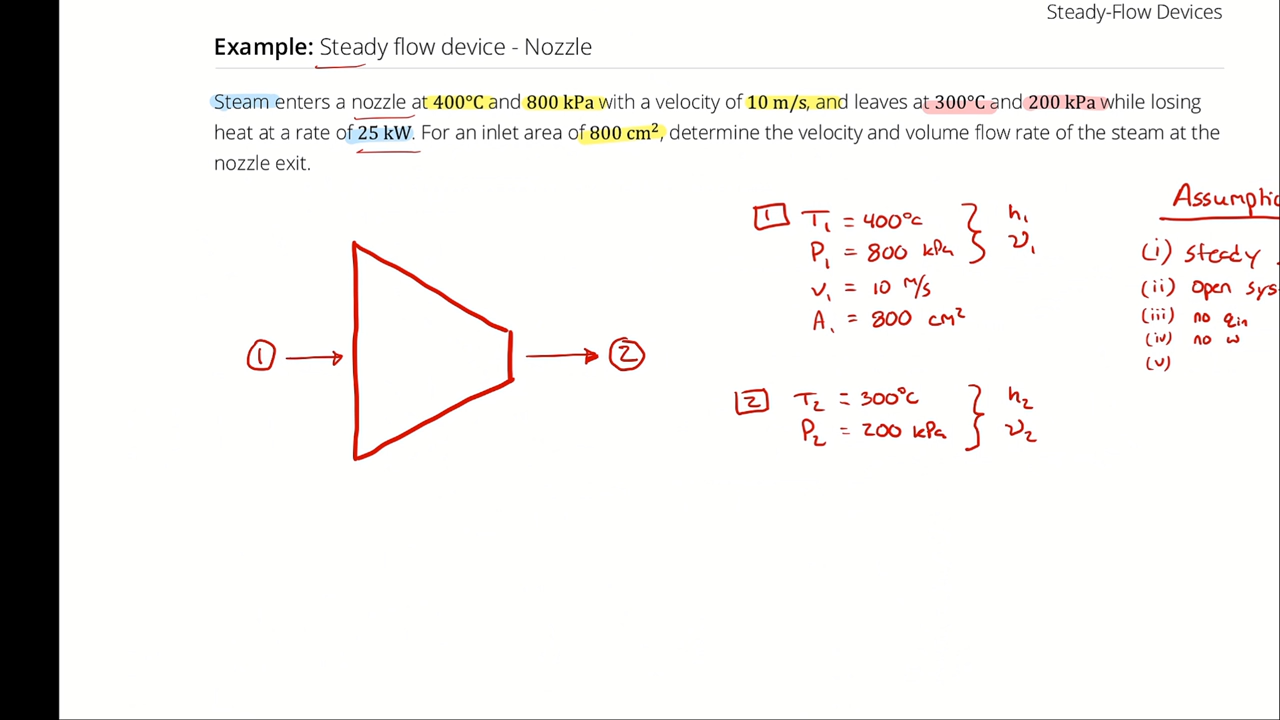 Steady-Flow Devices
Example: Steady flow device - Nozzle
Steam enters a nozzle at 400°C and 800 kPa with a velocity of 10 m/s, and leaves at 300°C and 200 kPa while losing
heat at a rate of 25 kW. For an inlet area of 800 cm², determine the velocity and volume flow rate of the steam at the
nozzle exit.
1 T₁ = 400°C } h₁
P₁ = 800 kPa ν₁
v₁ = 10 m/s
A₁ = 800 cm²
2 T₂ = 300°C } h₂
P₂ = 200 kPa ν₂
Assumptio
(i) steady
(ii) open sys
(iii) no qin
(iv) no w
(v)
1
2